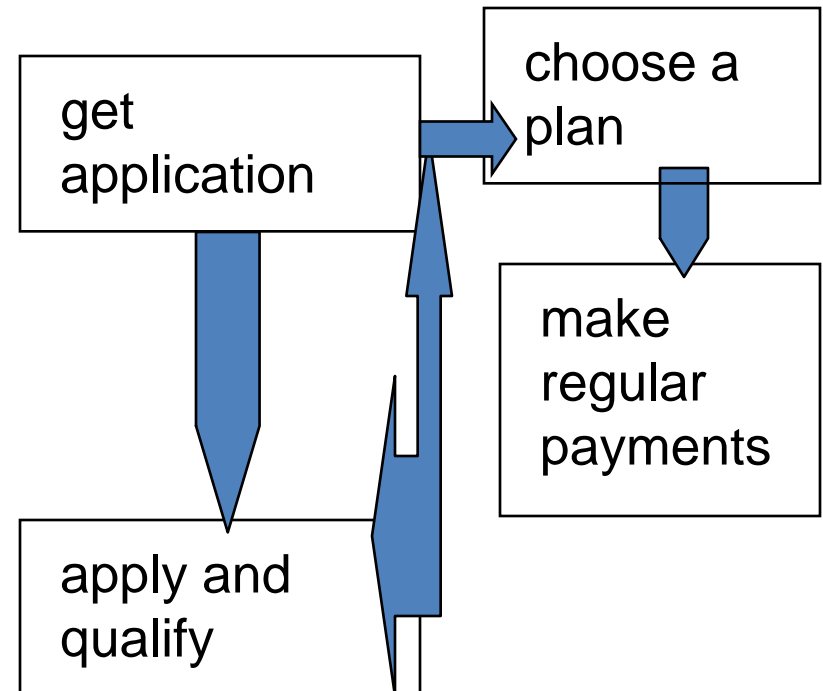 get
application
apply and
qualify
choose a
plan
make
regular
payments